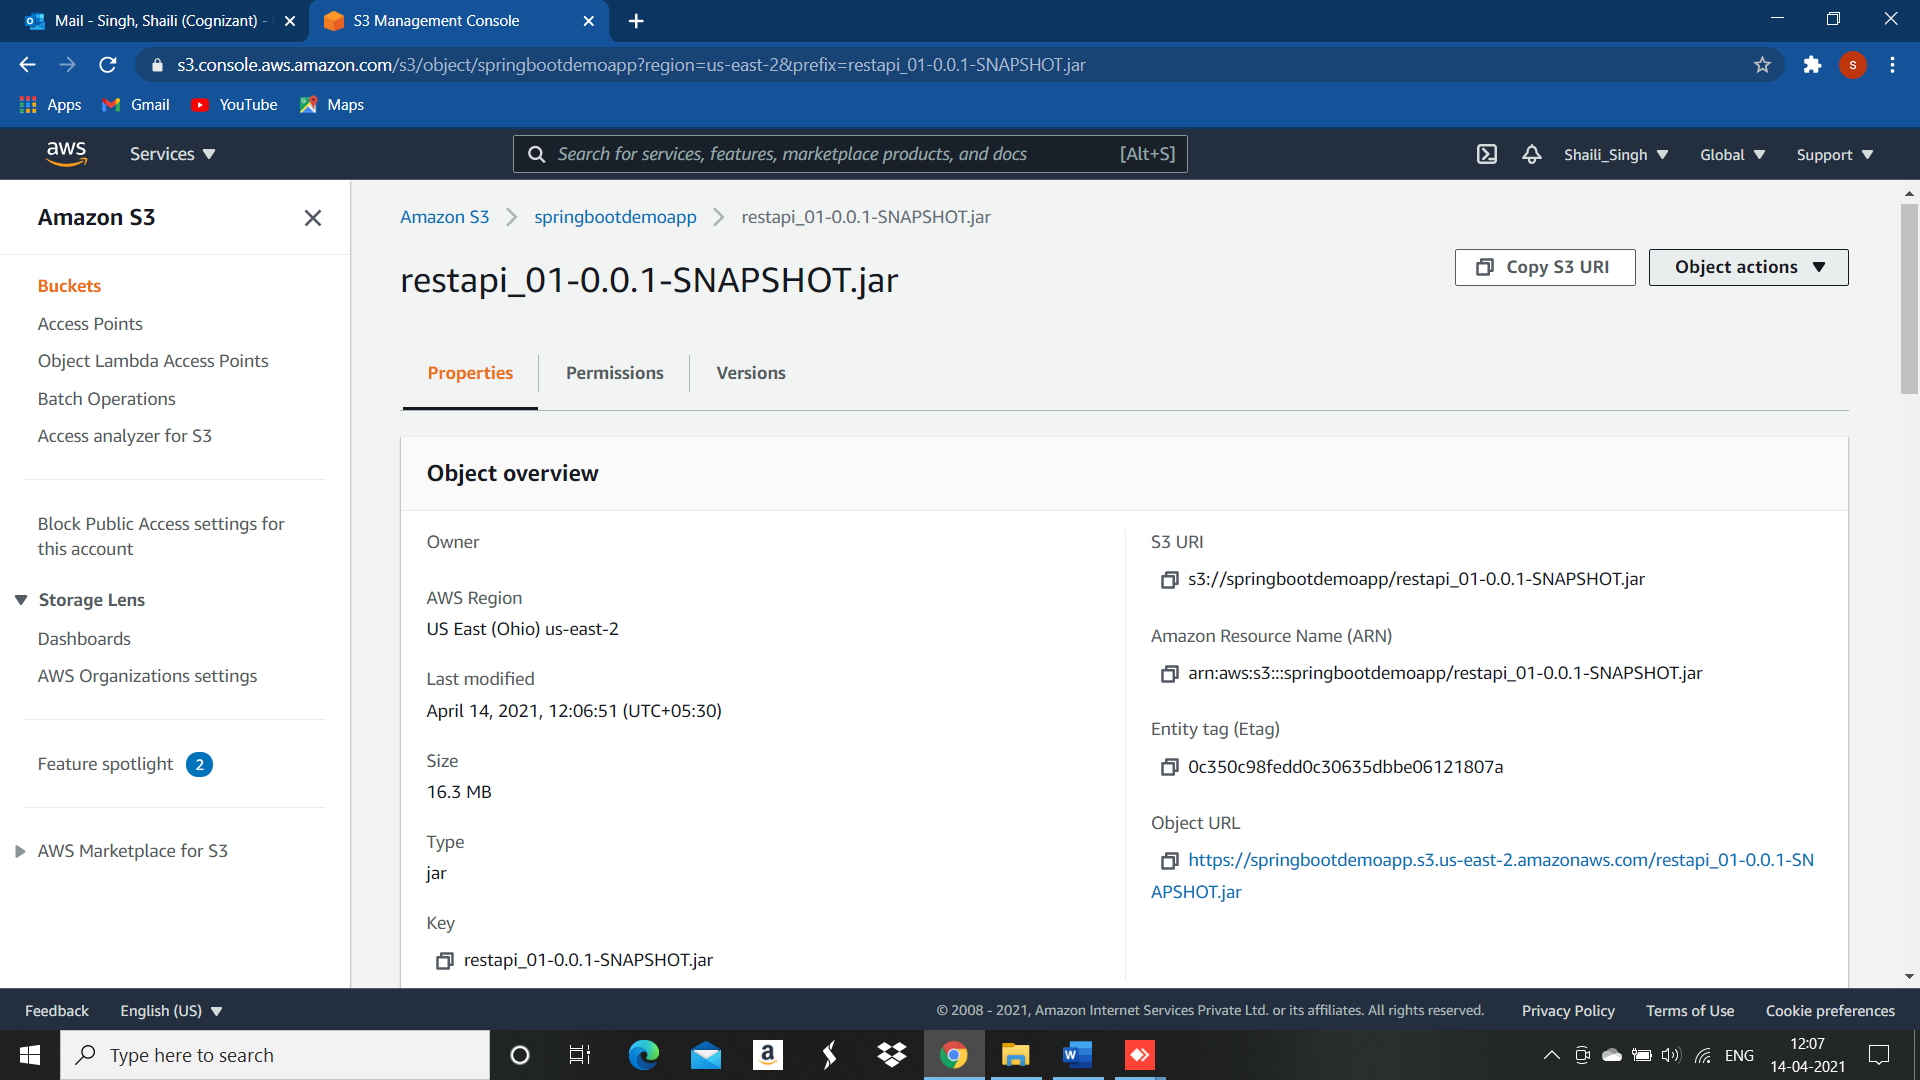 Mail - Singh, Shaili (Cognizant) -
S3 Management Console
s3.console.aws.amazon.com/s3/object/springbootdemoapp?region=us-east-2&prefix=restapi_01-0.0.1-SNAPSHOT.jar
s
Apps
Gmail
YouTube
Maps
aws
Services
Search for services, features, marketplace products, and docs
[Alt+S]
Shaili_Singh
Global
Support
Amazon S3
Buckets
Access Points
Object Lambda Access Points
Batch Operations
Access analyzer for S3
Block Public Access settings for
this account
Storage Lens
Dashboards
AWS Organizations settings
Feature spotlight 2
AWS Marketplace for S3
Amazon S3
springbootdemoapp
restapi_01-0.0.1-SNAPSHOT.jar
restapi_01-0.0.1-SNAPSHOT.jar
Copy S3 URI
Object actions
Properties
Permissions
Versions
Object overview
Owner
AWS Region
US East (Ohio) us-east-2
Last modified
April 14, 2021, 12:06:51 (UTC+05:30)
Size
16.3 MB
Type
jar
Key
restapi_01-0.0.1-SNAPSHOT.jar
S3 URI
s3://springbootdemoapp/restapi_01-0.0.1-SNAPSHOT.jar
Amazon Resource Name (ARN)
arn:aws:s3:::springbootdemoapp/restapi_01-0.0.1-SNAPSHOT.jar
Entity tag (Etag)
0c350c98fedd0c30635dbbe06121807a
Object URL
https://springbootdemoapp.s3.us-east-2.amazonaws.com/restapi_01-0.0.1-SN
APSHOT.jar
Feedback
English (US)
© 2008 - 2021, Amazon Internet Services Private Ltd. or its affiliates. All rights reserved.
Privacy Policy
Terms of Use
Cookie preferences
Type here to search
ENG
12:07
14-04-2021